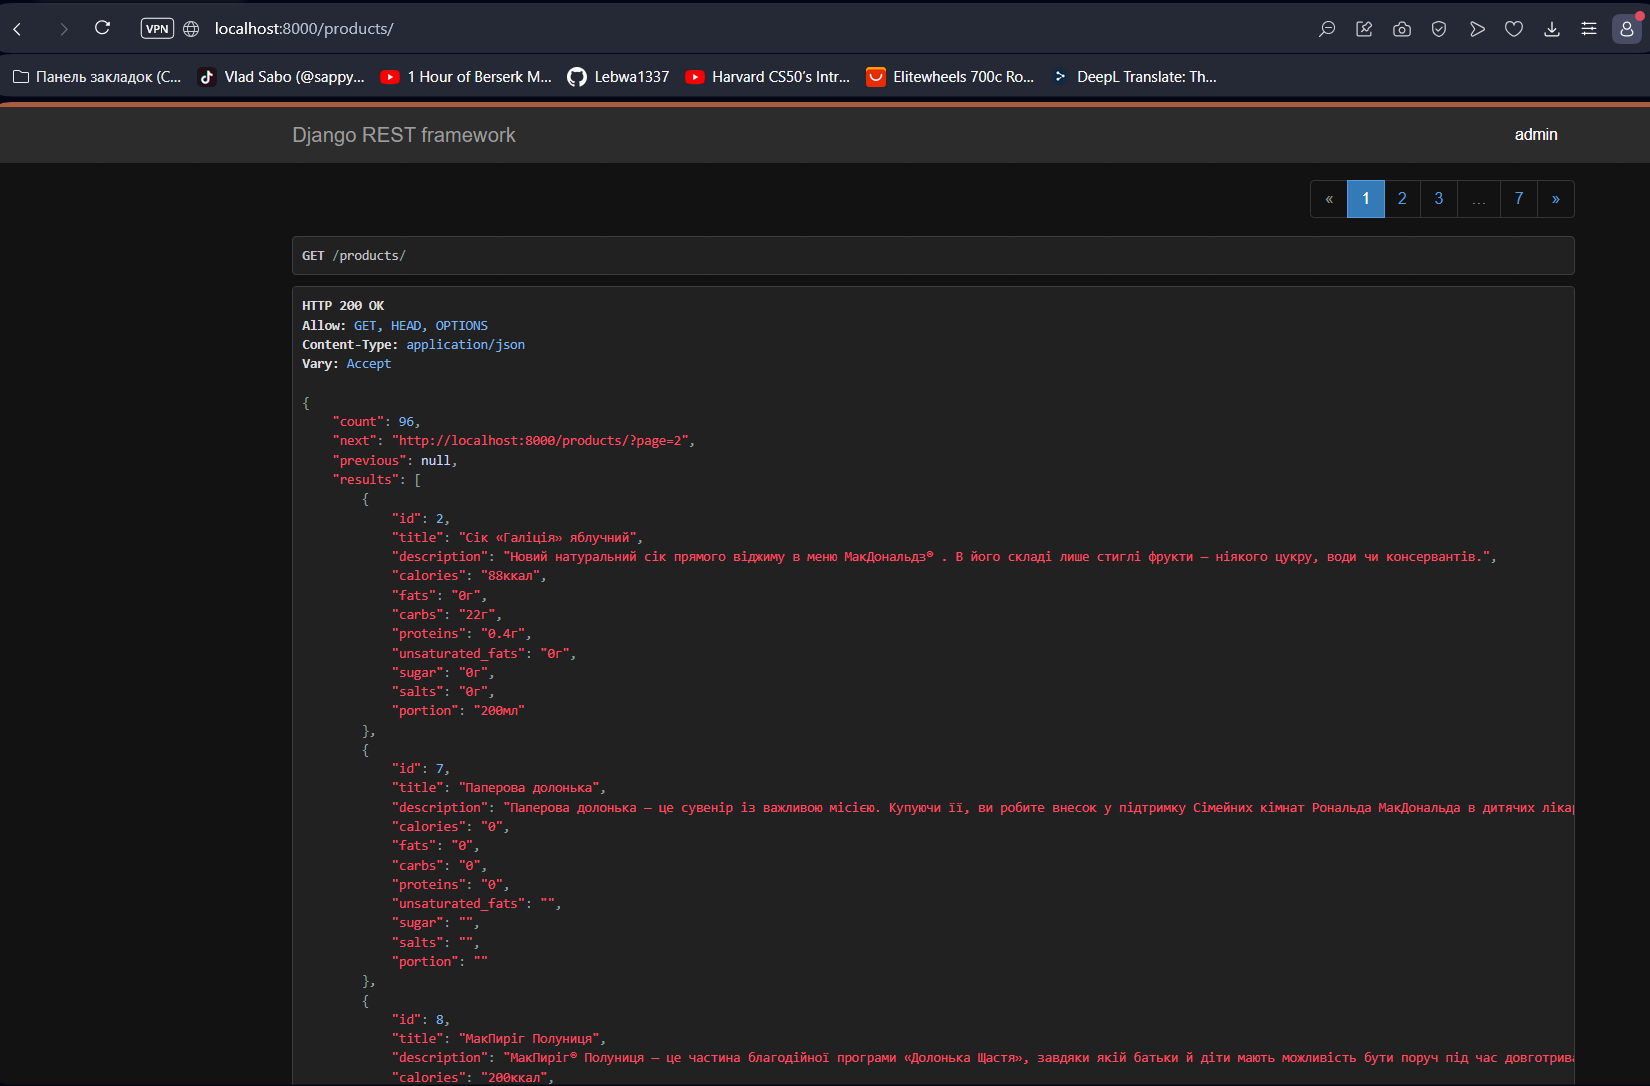 VPN localhost:8000/products/
Панель закладок (С... Vlad Sabo (@sappy... 1 Hour of Berserk M... Lebwa1337 Harvard CS50's Intr... Elitewheels 700c Ro... DeepL Translate: Th...
Django REST framework admin
« 1 2 3 ... 7 »
GET /products/
HTTP 200 OK
Allow: GET, HEAD, OPTIONS
Content-Type: application/json
Vary: Accept
{
"count": 96,
"next": "http://localhost:8000/products/?page=2",
"previous": null,
"results": [
{
"id": 2,
"title": "Сік «Галіція» яблучний",
"description": "Новий натуральний сік прямого віджиму в меню МакДональдз® . В його складі лише стиглі фрукти – ніякого цукру, води чи консервантів.",
"calories": "88ккал",
"fats": "0г",
"carbs": "22г",
"proteins": "0.4г",
"unsaturated_fats": "0г",
"sugar": "0г",
"salts": "0г",
"portion": "200мл"
},
{
"id": 7,
"title": "Паперова долонька",
"description": "Паперова долонька – це сувенір із важливою місією. Купуючи її, ви робите внесок у підтримку Сімейних кімнат Рональда МакДональда в дитячих лікар
"calories": "0",
"fats": "0",
"carbs": "0",
"proteins": "0",
"unsaturated_fats": "",
"sugar": "",
"salts": "",
"portion": ""
},
{
"id": 8,
"title": "МакПиріг Полуниця",
"description": "МакПиріг® Полуниця – це частина благодійної програми «Долонька Щастя», завдяки якій батьки й діти мають можливість бути поруч під час довготрива
"calories": "200ккал",